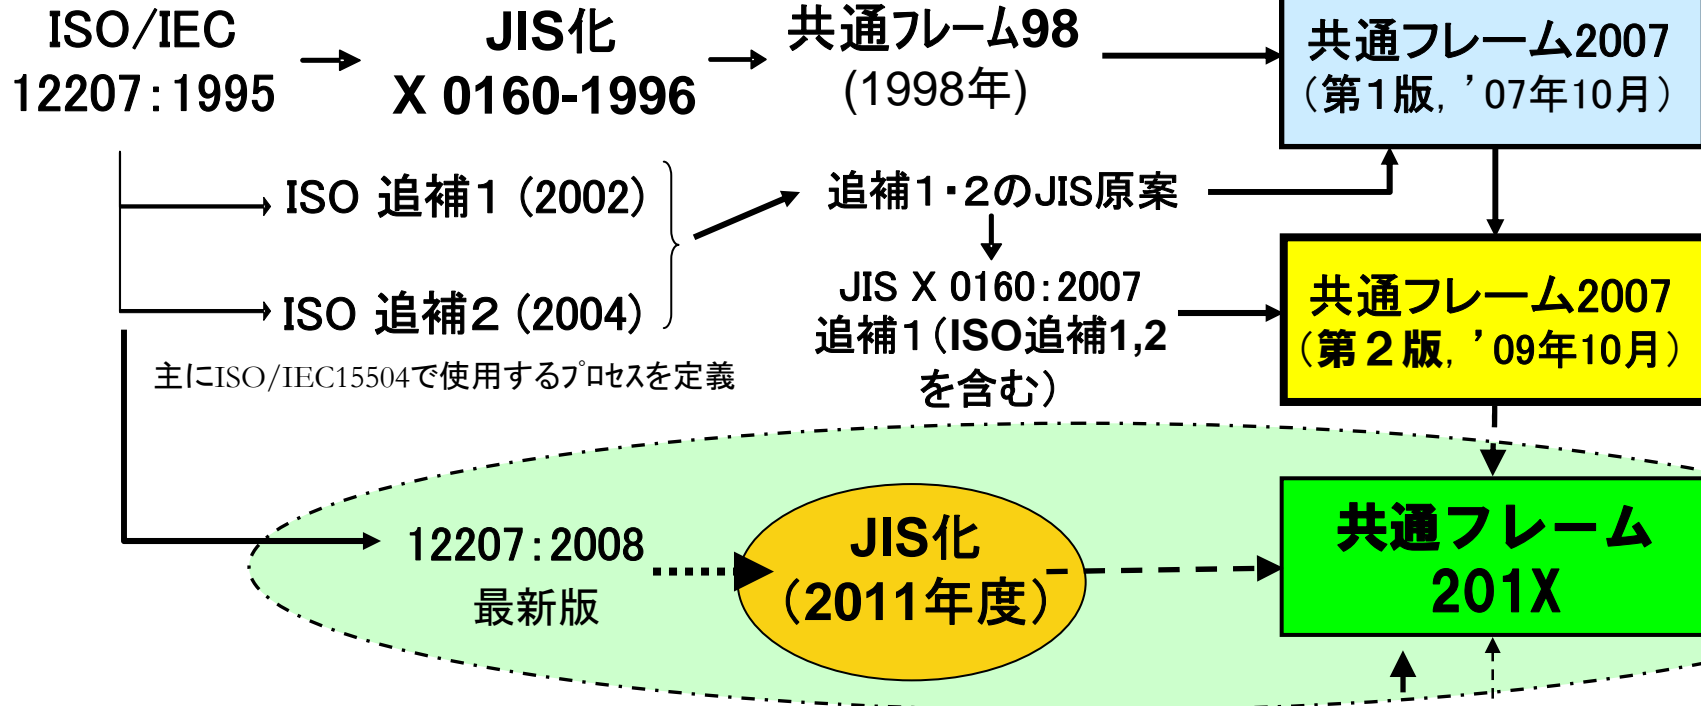 ISO/IEC
12207:1995
JIS化
X 0160-1996
共通フレーム98
(1998年)
共通フレーム2007
（第１版, ’07年10月）
ISO 追補１(2002)
追補１・２のJIS原案
ISO 追補２(2004)
JIS X 0160:2007
追補１（ISO追補1,2
を含む）
共通フレーム2007
（第２版, ’09年10月）
主にISO/IEC15504で使用するﾌﾟﾛｾｽを定義
12207:2008
最新版
JIS化
（2011年度）
共通フレーム
201X